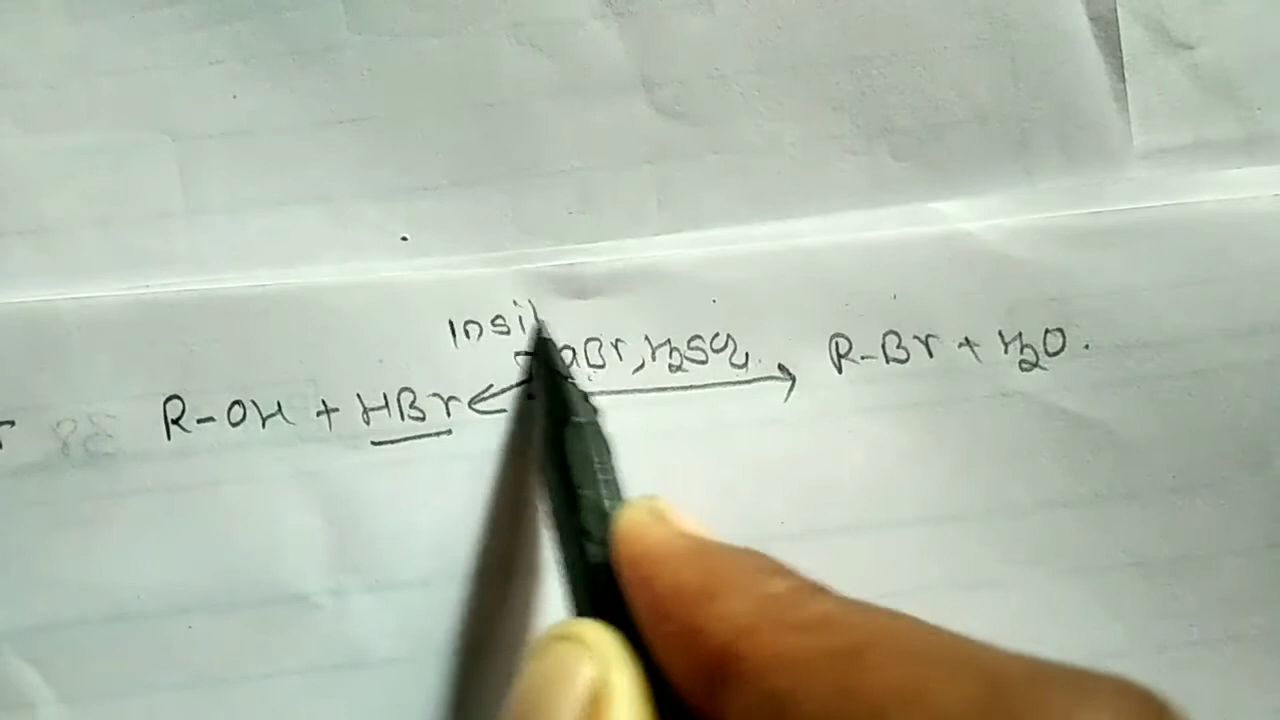 insi
aBr, H2SO4
R-OH + HBr
R-Br + H2O.